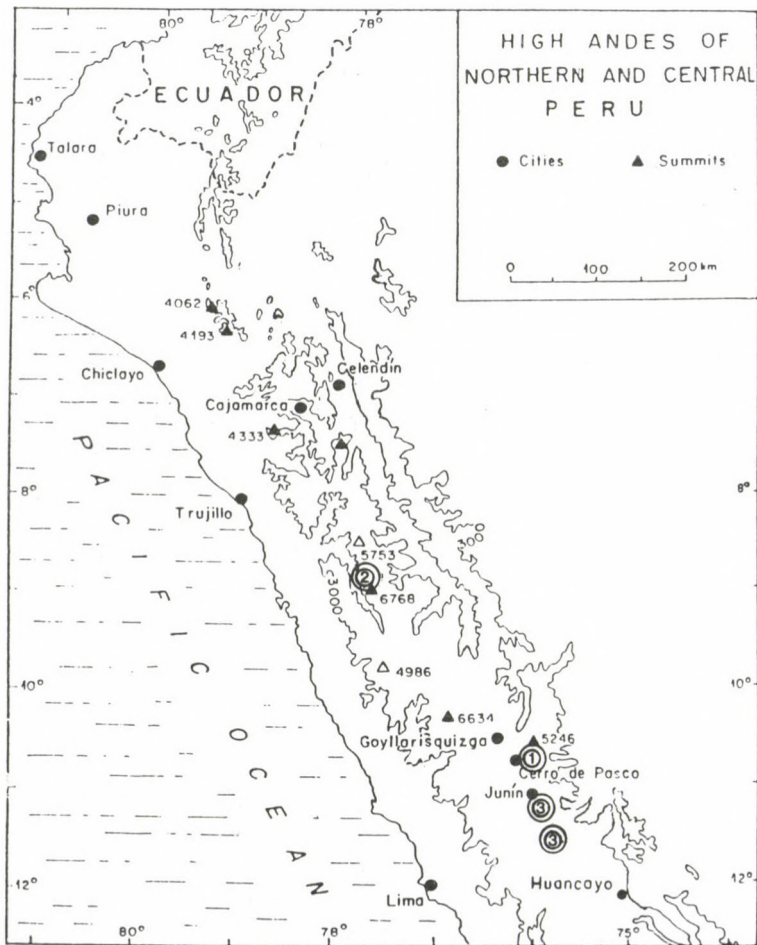 80°
78°
HIGH ANDES OF
NORTHERN AND CENTRAL
PERU
Cities
Summits
0 100 200 km
ECUADOR
4°
Talara
Piura
6°
4062
4193
Chiclayo
Celendín
Cajamarca
4333
PACIFIC OCEAN
8°
8°
Trujillo
3000
5753
2
3000
6768
4986
10°
10°
6634
Goyllarisquizga
5246
1
Cerro de Pasco
Junín
3
3
12°
12°
Lima
Huancayo
80°
78°
75°